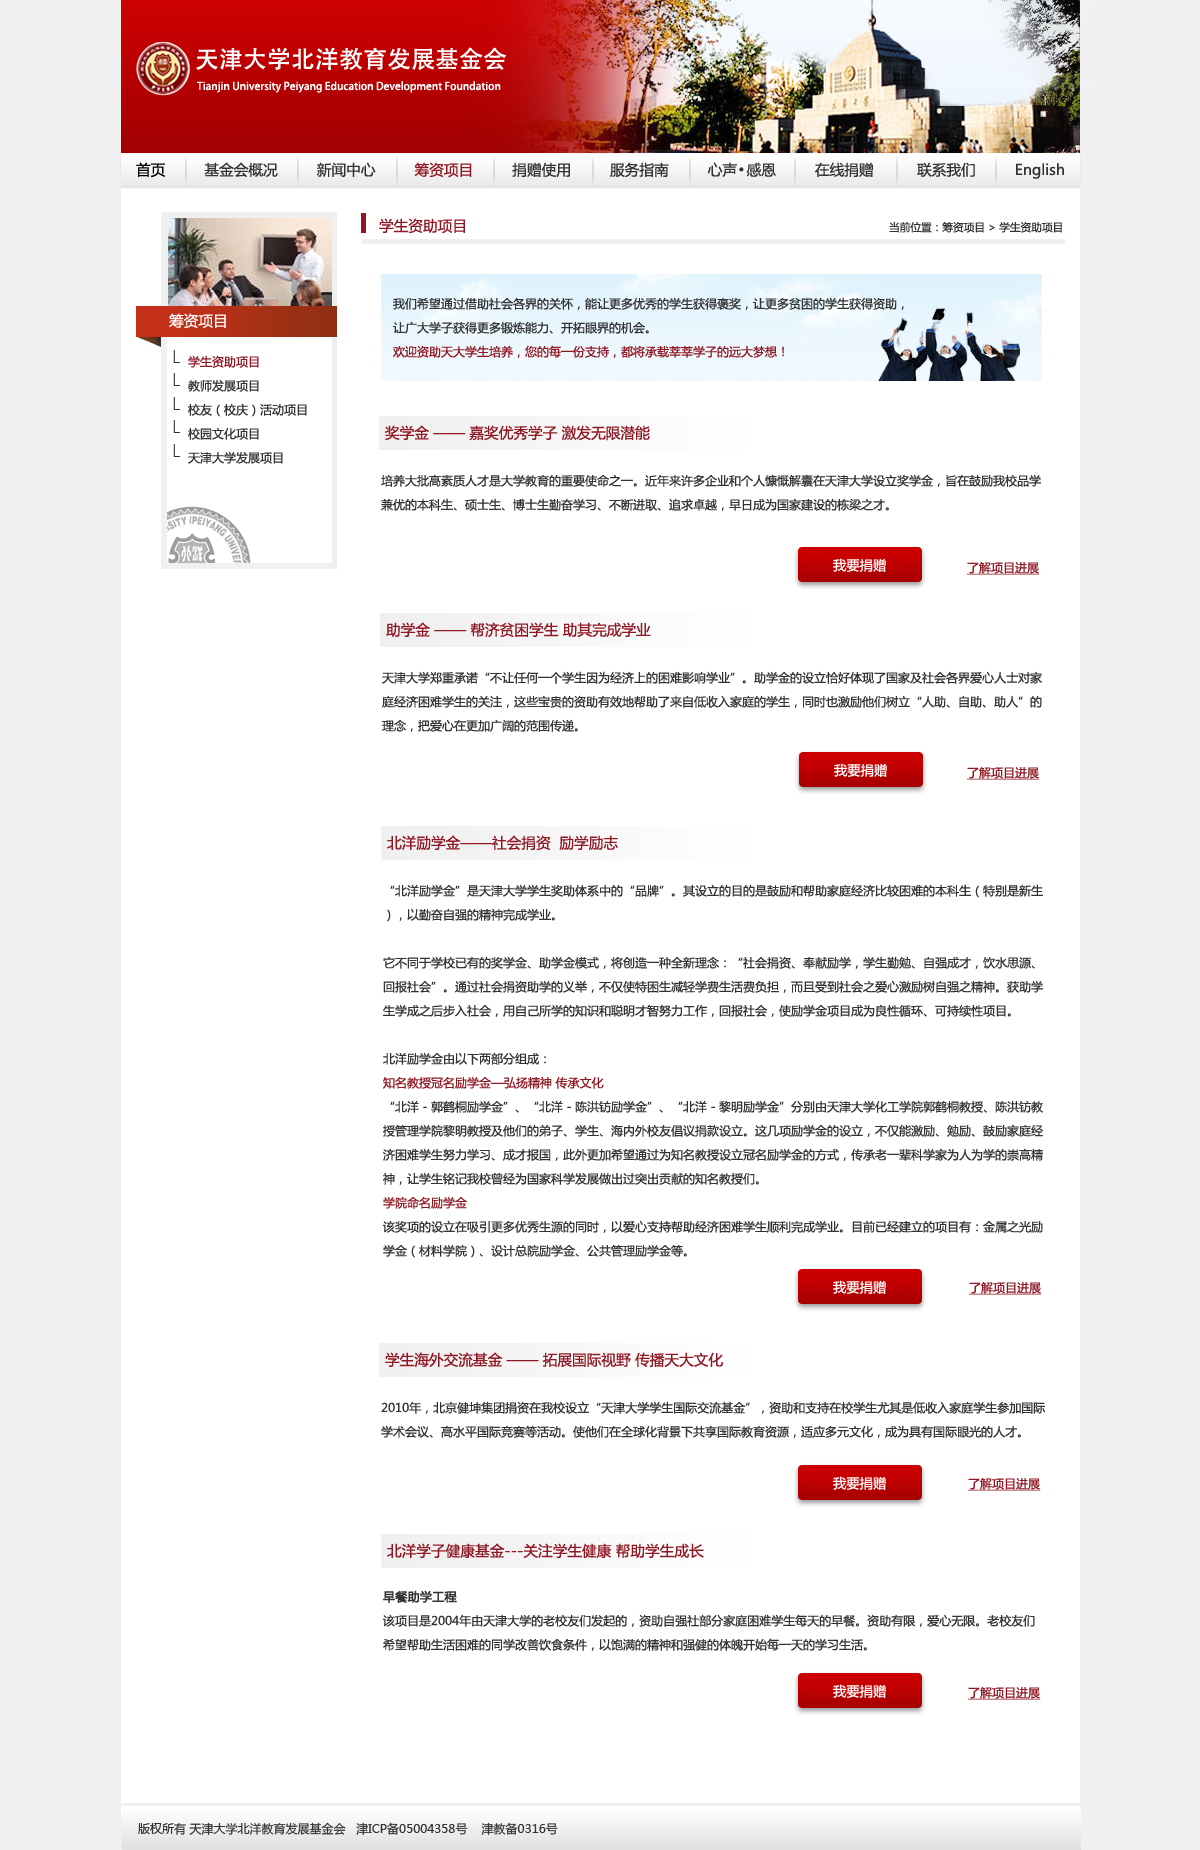 天津大学北洋教育发展基金会
Tianjin University Peiyang Education Development Foundation
首页 基金会概况 新闻中心 筹资项目 捐赠使用 服务指南 心声•感恩 在线捐赠 联系我们 English
筹资项目
学生资助项目
教师发展项目
校友（校庆）活动项目
校园文化项目
天津大学发展项目
学生资助项目
当前位置：筹资项目 > 学生资助项目
我们希望通过借助社会各界的关怀，能让更多优秀的学生获得褒奖，让更多贫困的学生获得资助，
让广大学子获得更多锻炼能力、开拓眼界的机会。
欢迎资助天大学生培养，您的每一份支持，都将承载莘莘学子的远大梦想！
奖学金 —— 嘉奖优秀学子 激发无限潜能
培养大批高素质人才是大学教育的重要使命之一。近年来许多企业和个人慷慨解囊在天津大学设立奖学金，旨在鼓励我校品学
兼优的本科生、硕士生、博士生勤奋学习、不断进取、追求卓越，早日成为国家建设的栋梁之才。
我要捐赠 了解项目进展
助学金 —— 帮济贫困学生 助其完成学业
天津大学郑重承诺“不让任何一个学生因为经济上的困难影响学业”。助学金的设立恰好体现了国家及社会各界爱心人士对家
庭经济困难学生的关注，这些宝贵的资助有效地帮助了来自低收入家庭的学生，同时也激励他们树立“人助、自助、助人”的
理念，把爱心在更加广阔的范围传递。
我要捐赠 了解项目进展
北洋励学金——社会捐资  励学励志
“北洋励学金”是天津大学学生奖助体系中的“品牌”。其设立的目的是鼓励和帮助家庭经济比较困难的本科生（特别是新生
），以勤奋自强的精神完成学业。
它不同于学校已有的奖学金、助学金模式，将创造一种全新理念：“社会捐资、奉献励学，学生勤勉、自强成才，饮水思源、
回报社会”。通过社会捐资助学的义举，不仅使特困生减轻学费生活费负担，而且受到社会之爱心激励树自强之精神。获助学
生学成之后步入社会，用自己所学的知识和聪明才智努力工作，回报社会，使励学金项目成为良性循环、可持续性项目。
北洋励学金由以下两部分组成：
知名教授冠名励学金—弘扬精神 传承文化
“北洋 - 郭鹤桐励学金”、“北洋 - 陈洪钫励学金”、“北洋 - 黎明励学金”分别由天津大学化工学院郭鹤桐教授、陈洪钫教
授管理学院黎明教授及他们的弟子、学生、海内外校友倡议捐款设立。这几项励学金的设立，不仅能激励、勉励、鼓励家庭经
济困难学生努力学习、成才报国，此外更加希望通过为知名教授设立冠名励学金的方式，传承老一辈科学家为人为学的崇高精
神，让学生铭记我校曾经为国家科学发展做出过突出贡献的知名教授们。
学院命名励学金
该奖项的设立在吸引更多优秀生源的同时，以爱心支持帮助经济困难学生顺利完成学业。目前已经建立的项目有：金属之光励
学金（材料学院）、设计总院励学金、公共管理励学金等。
我要捐赠 了解项目进展
学生海外交流基金 —— 拓展国际视野 传播天大文化
2010年，北京健坤集团捐资在我校设立“天津大学学生国际交流基金”，资助和支持在校学生尤其是低收入家庭学生参加国际
学术会议、高水平国际竞赛等活动。使他们在全球化背景下共享国际教育资源，适应多元文化，成为具有国际眼光的人才。
我要捐赠 了解项目进展
北洋学子健康基金---关注学生健康 帮助学生成长
早餐助学工程
该项目是2004年由天津大学的老校友们发起的，资助自强社部分家庭困难学生每天的早餐。资助有限，爱心无限。老校友们
希望帮助生活困难的同学改善饮食条件，以饱满的精神和强健的体魄开始每一天的学习生活。
我要捐赠 了解项目进展
版权所有 天津大学北洋教育发展基金会 津ICP备05004358号 津教备0316号